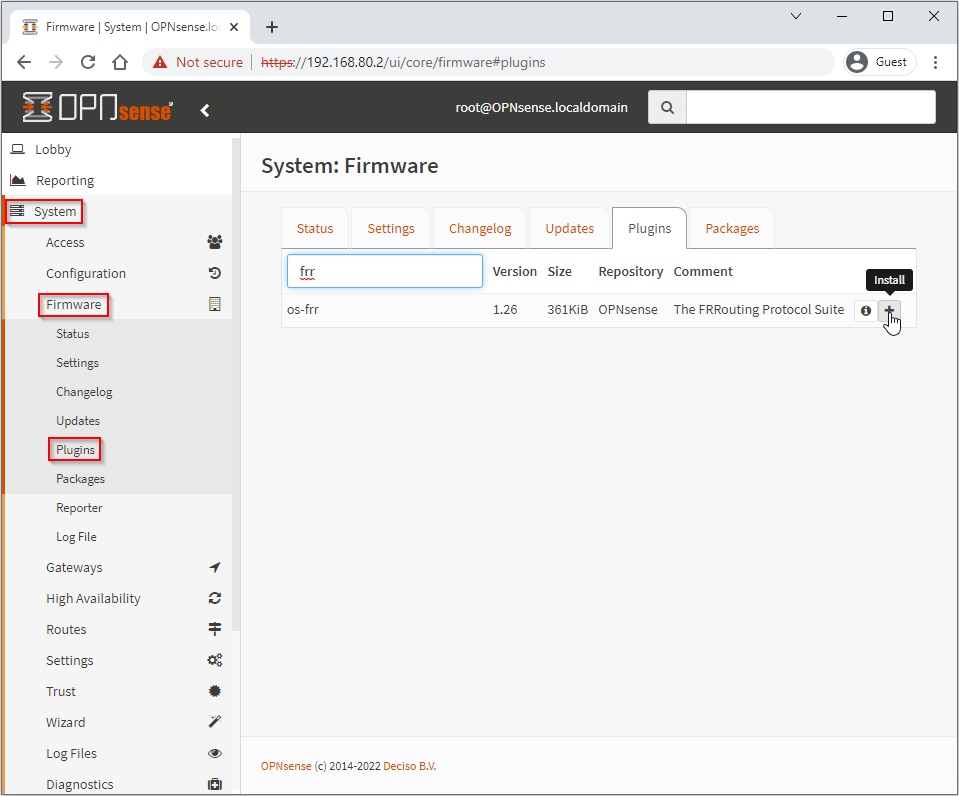 Firmware | System | OPNsense.lo
Guest
Not secure
https://192.168.80.2/ui/core/firmware#plugins
OPNsense
root@OPNsense.localdomain
Lobby
Reporting
System
Access
Configuration
Firmware
Status
Settings
Changelog
Updates
Plugins
Packages
Reporter
Log File
Gateways
High Availability
Routes
Settings
Trust
Wizard
Log Files
Diagnostics
System: Firmware
Status Settings Changelog Updates Plugins Packages
frr Version Size Repository Comment
Install
os-frr 1.26 361KiB OPNsense The FRRouting Protocol Suite
OPNsense (c) 2014-2022 Deciso B.V.